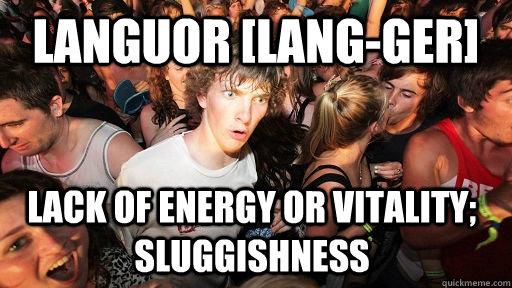 LANGUOR [LANG-GER]
LACK OF ENERGY OR VITALITY;
SLUGGISHNESS
quickmeme.com